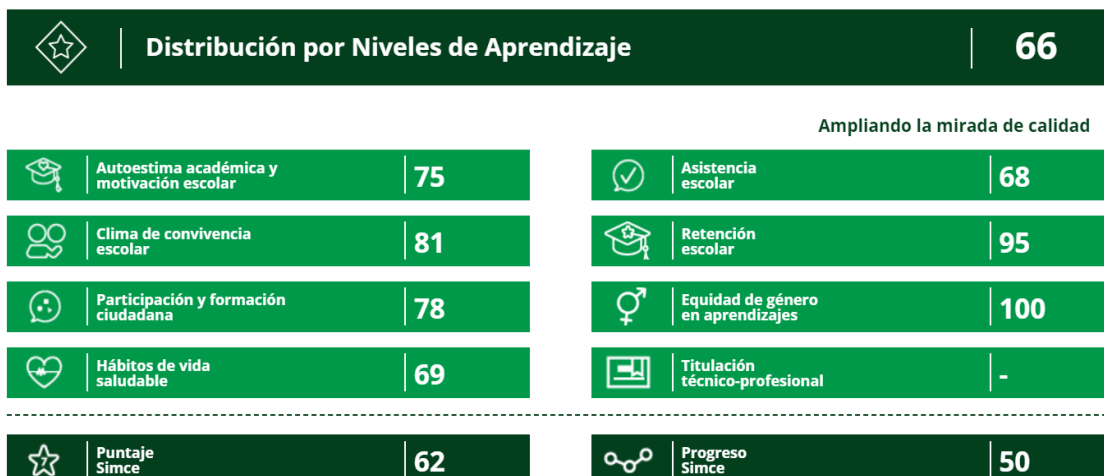 Distribución por Niveles de Aprendizaje
66
Ampliando la mirada de calidad
Autoestima académica y
motivación escolar
75
Asistencia
escolar
68
Clima de convivencia
escolar
81
Retención
escolar
95
Participación y formación
ciudadana
78
Equidad de género
en aprendizajes
100
Hábitos de vida
saludable
69
Titulación
técnico-profesional
-
7
Puntaje
Simce
62
Progreso
Simce
50